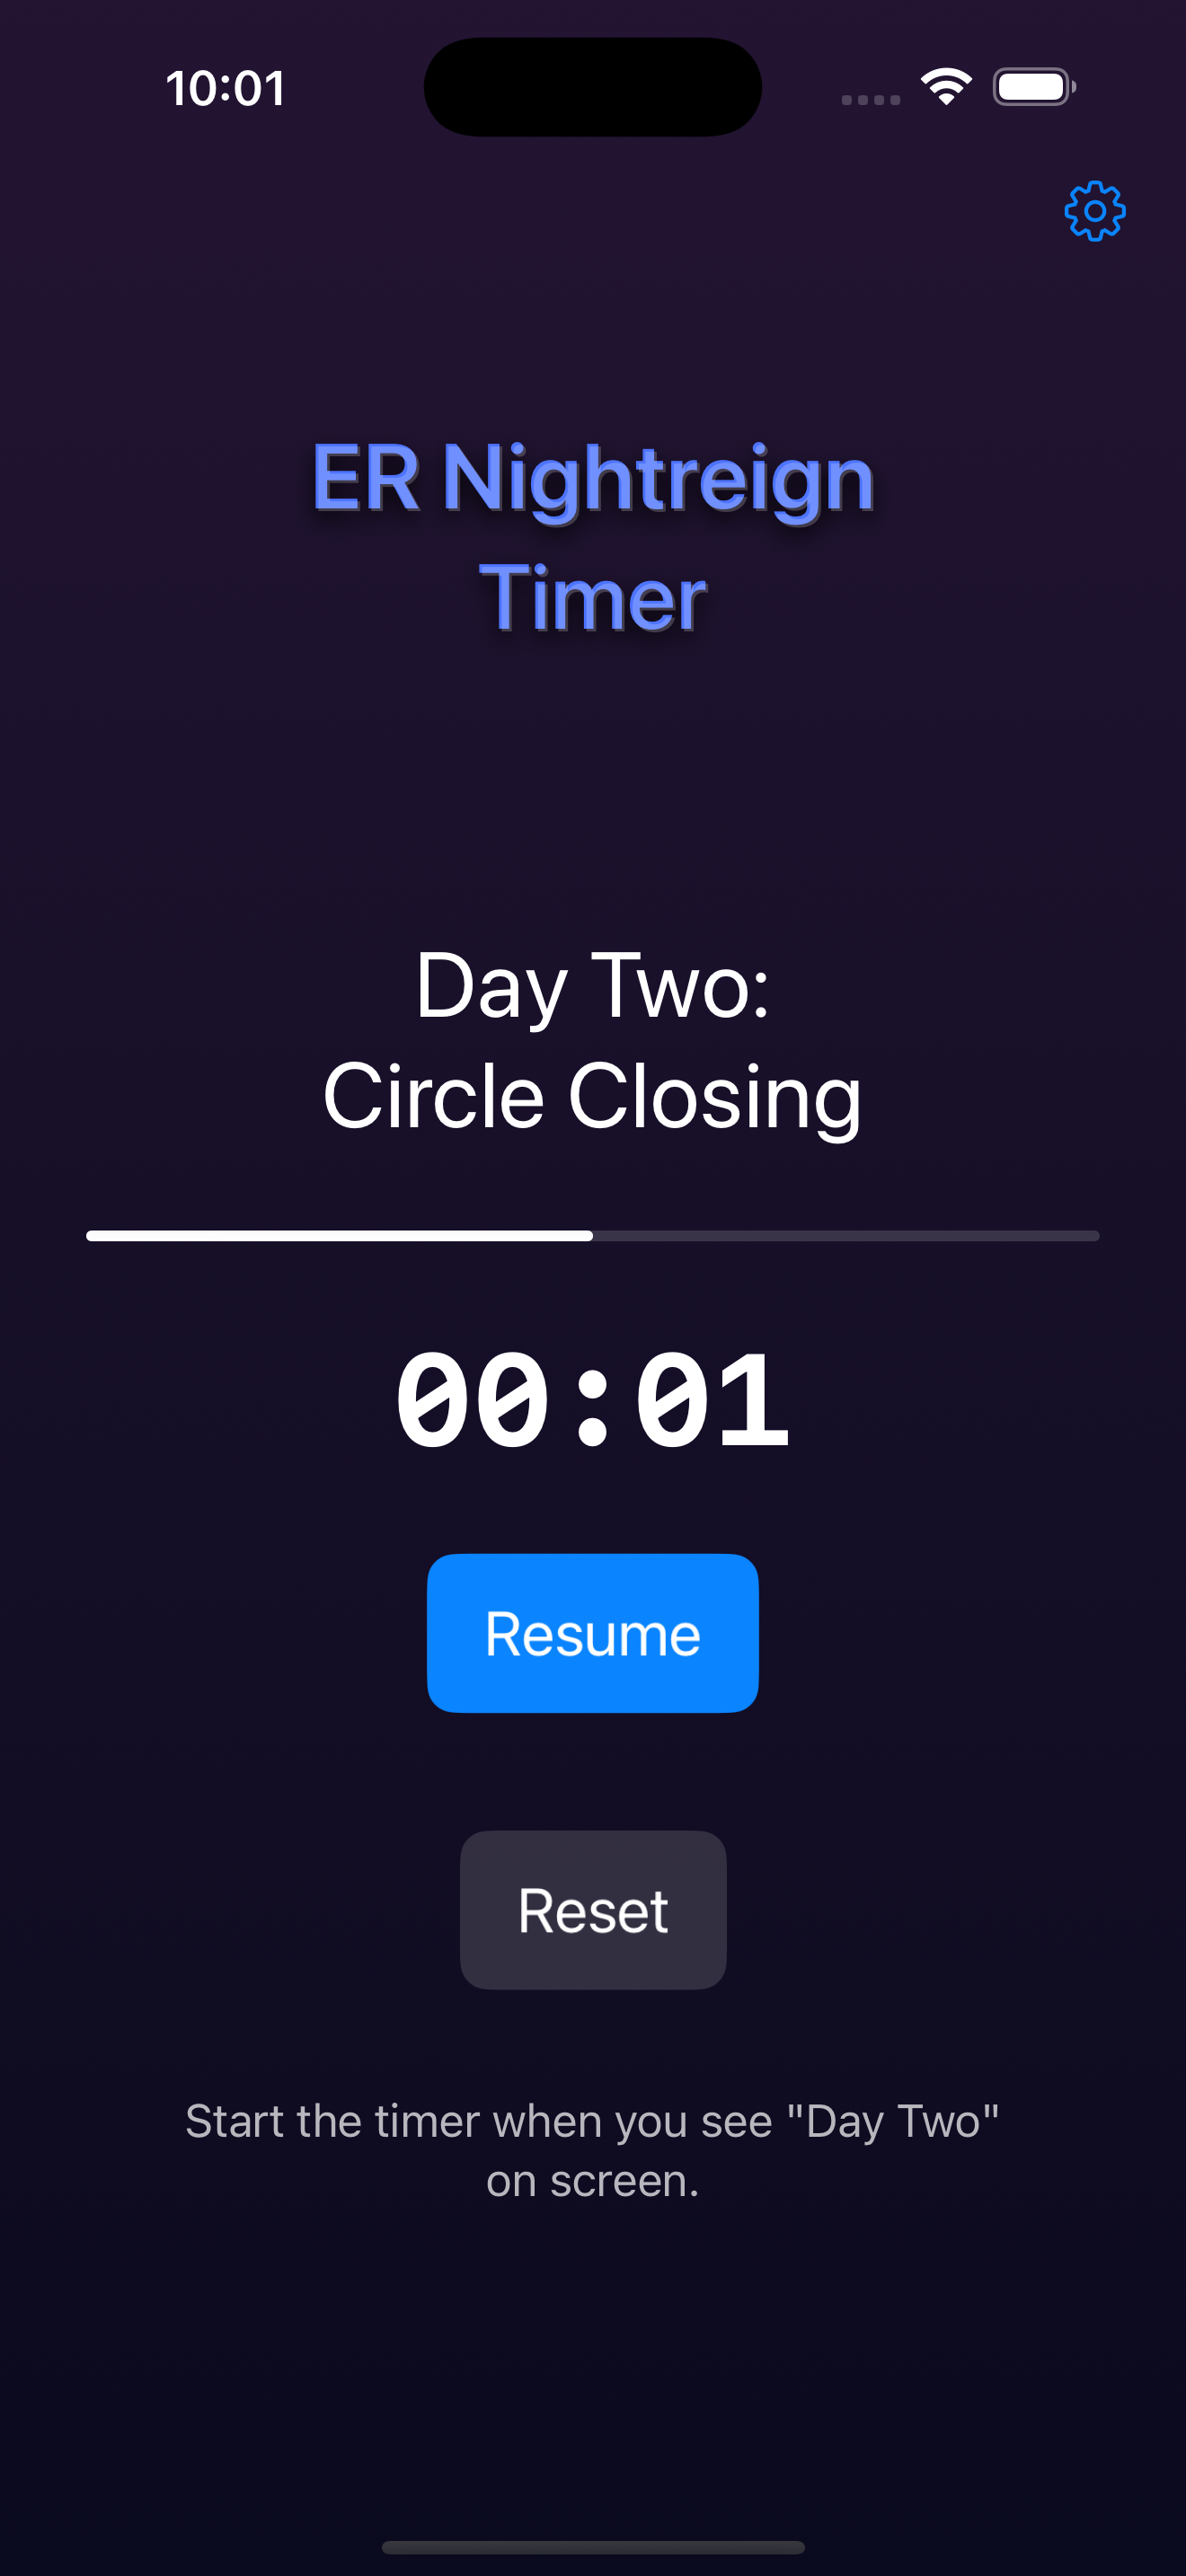 10:01
ER Nightreign
Timer
Day Two:
Circle Closing
00:01
Resume
Reset
Start the timer when you see "Day Two"
on screen.